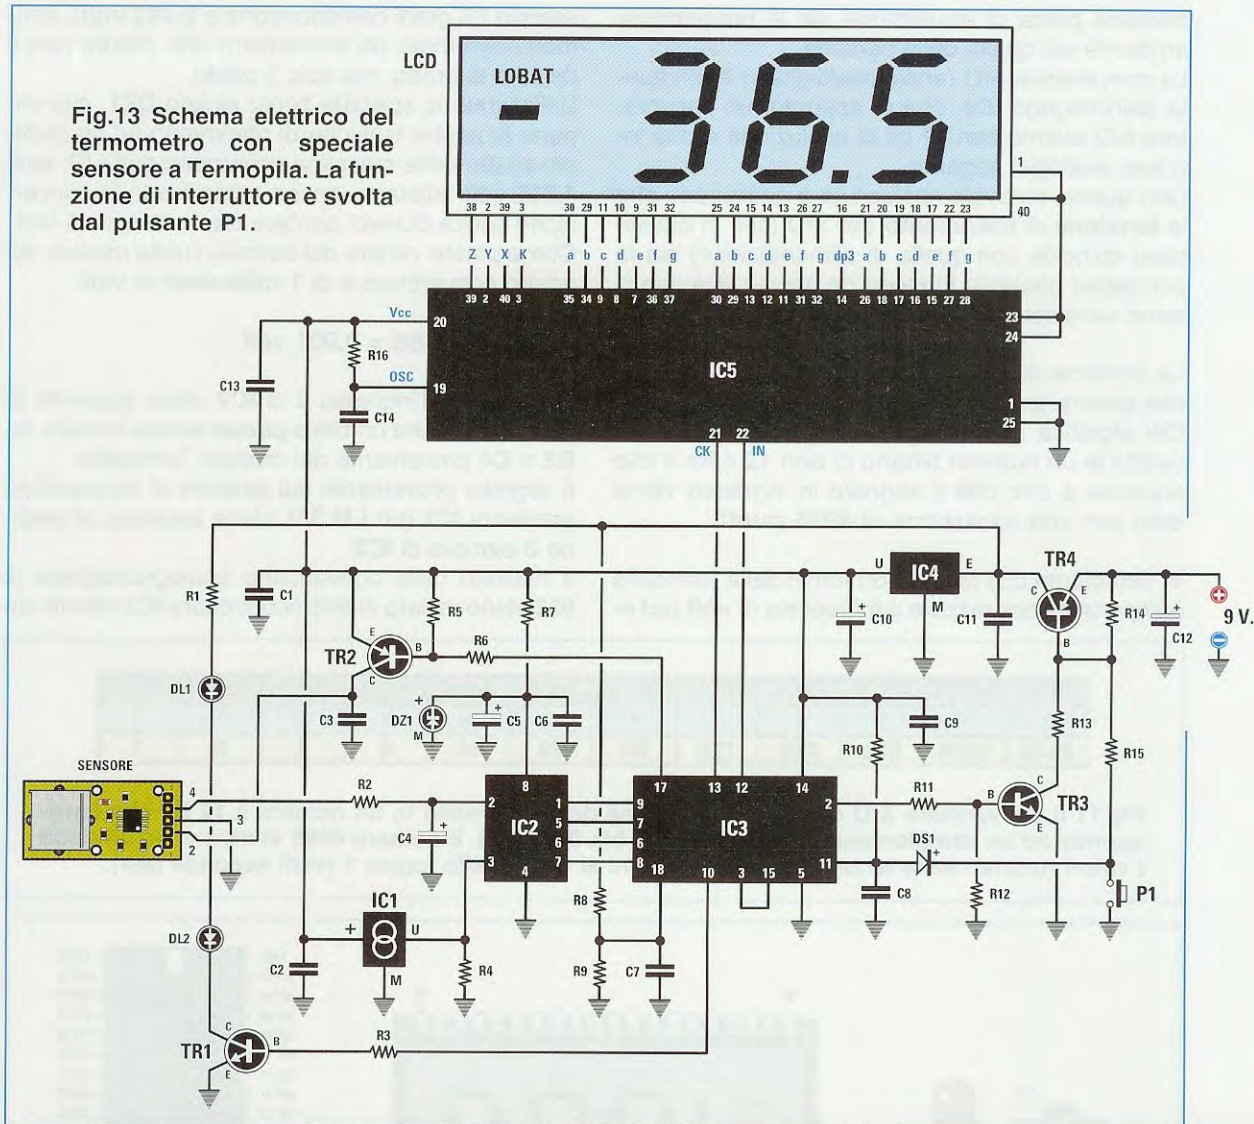 LCD
LOBAT
- 36.5
Fig.13 Schema elettrico del
termometro con speciale
sensore a Termopila. La fun-
zione di interruttore è svolta
dal pulsante P1.
1
40
38 2 39 3 30 29 11 10 9 31 32 25 24 15 14 13 26 27 16 21 20 19 18 17 22 23
Z Y X K a b c d e f g a b c d e f g dp3 a b c d e f g
39 2 40 3 35 34 9 8 7 36 37 30 29 13 12 11 31 32 14 26 18 17 16 15 27 28
Vcc
20
23
24
R16
IC5
C13
OSC
19
C14
1
25
21 22
CK IN
U IC4 E
M
TR4
C E
B
R1
C1
R5
R7
C10
C11
R14
C12
9 V.
TR2
E
B
C
R6
DL1
C3
DZ1
M
C5
C6
C9
R10
R13
R15
SENSORE
4
3
2
R2
C4
8
2
IC2
1
5
6
7
3
4
17 13 12 14
9
7
6
8
IC3
2
11
18 10 3 15 5
R11
B
C
E
TR3
DS1
C8
R12
P1
IC1
U
M
C2
R4
R8
R9
C7
DL2
TR1
C
B
E
R3